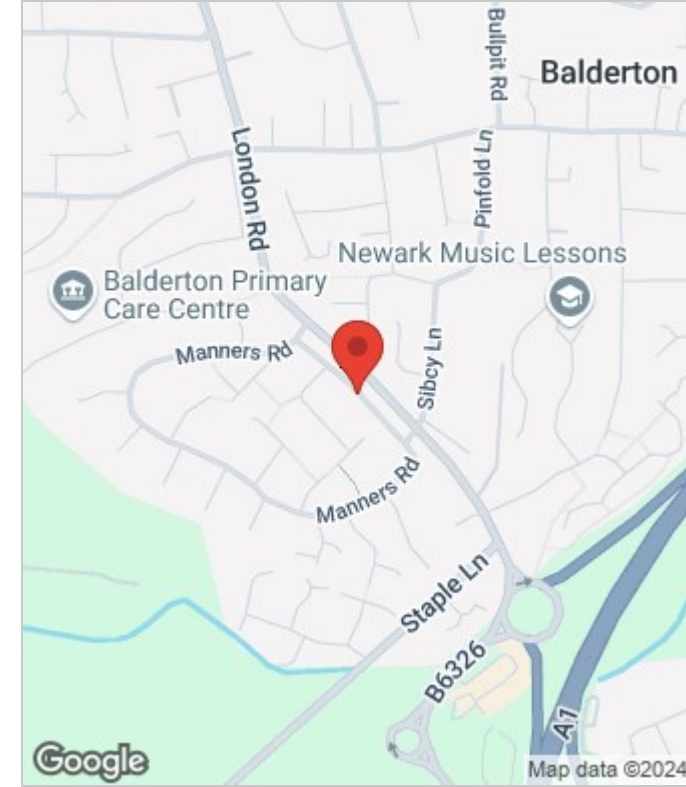 Bullpit Rd
Balderton
London Rd
Pinfold Ln
Newark Music Lessons
Balderton Primary
Care Centre
Manners Rd
Sibcy Ln
Manners Rd
Staple Ln
B6326
A1
Google
Map data ©2024